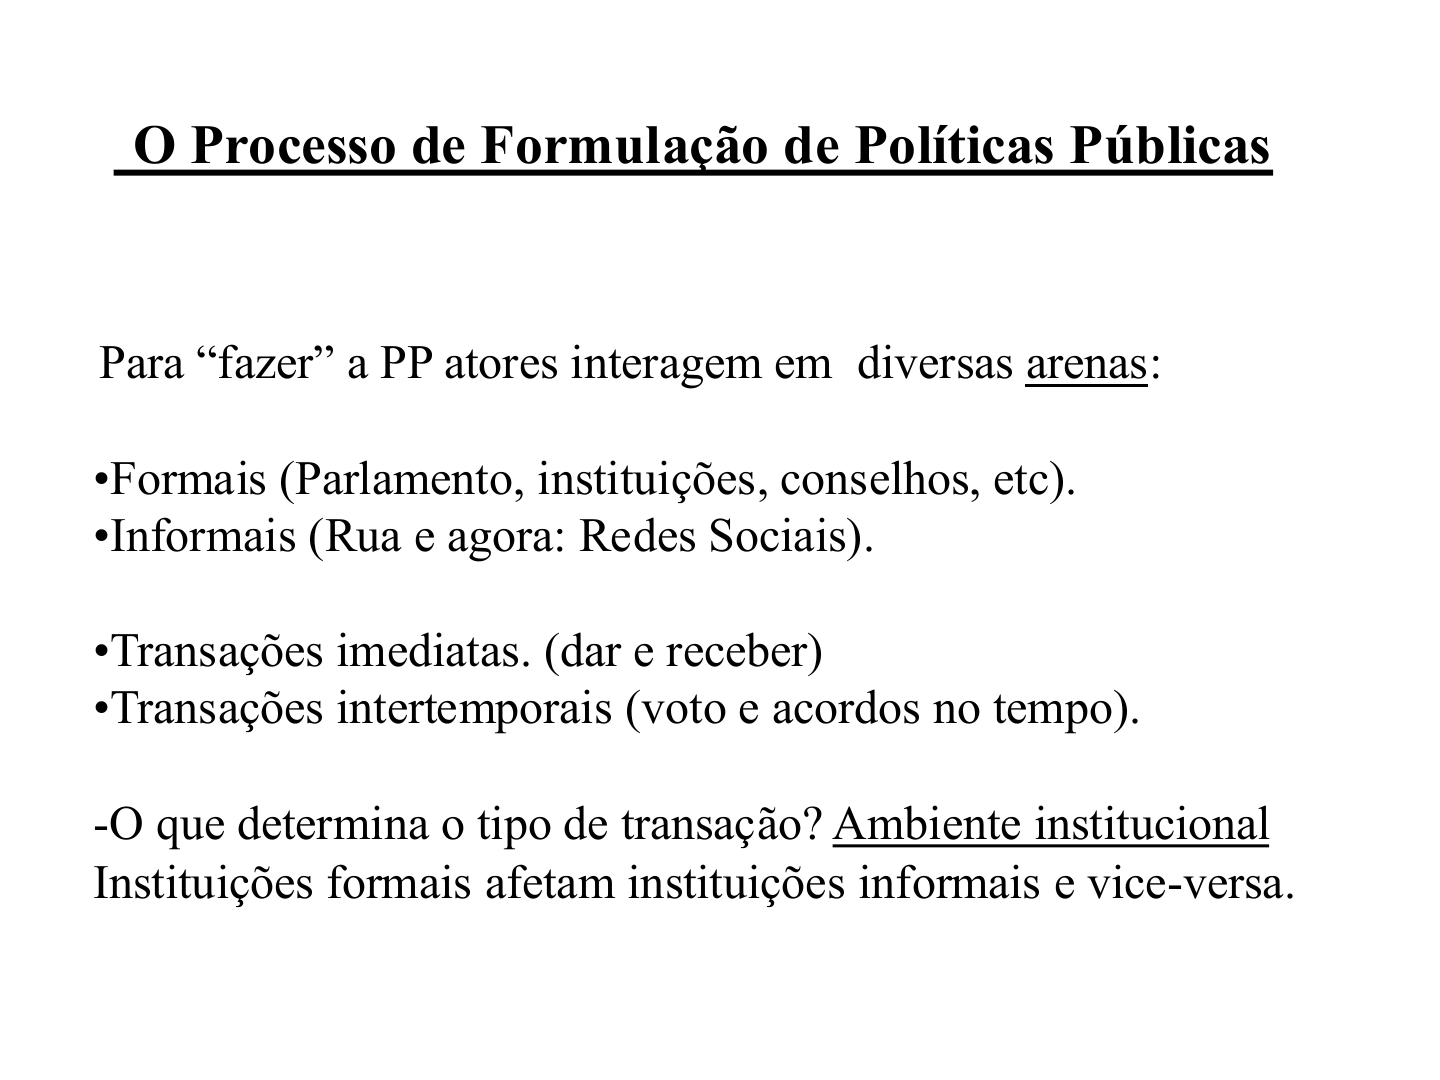 O Processo de Formulação de Políticas Públicas
Para “fazer” a PP atores interagem em  diversas arenas:
•Formais (Parlamento, instituições, conselhos, etc).
•Informais (Rua e agora: Redes Sociais).
•Transações imediatas. (dar e receber)
•Transações intertemporais (voto e acordos no tempo).
-O que determina o tipo de transação? Ambiente institucional
Instituições formais afetam instituições informais e vice-versa.